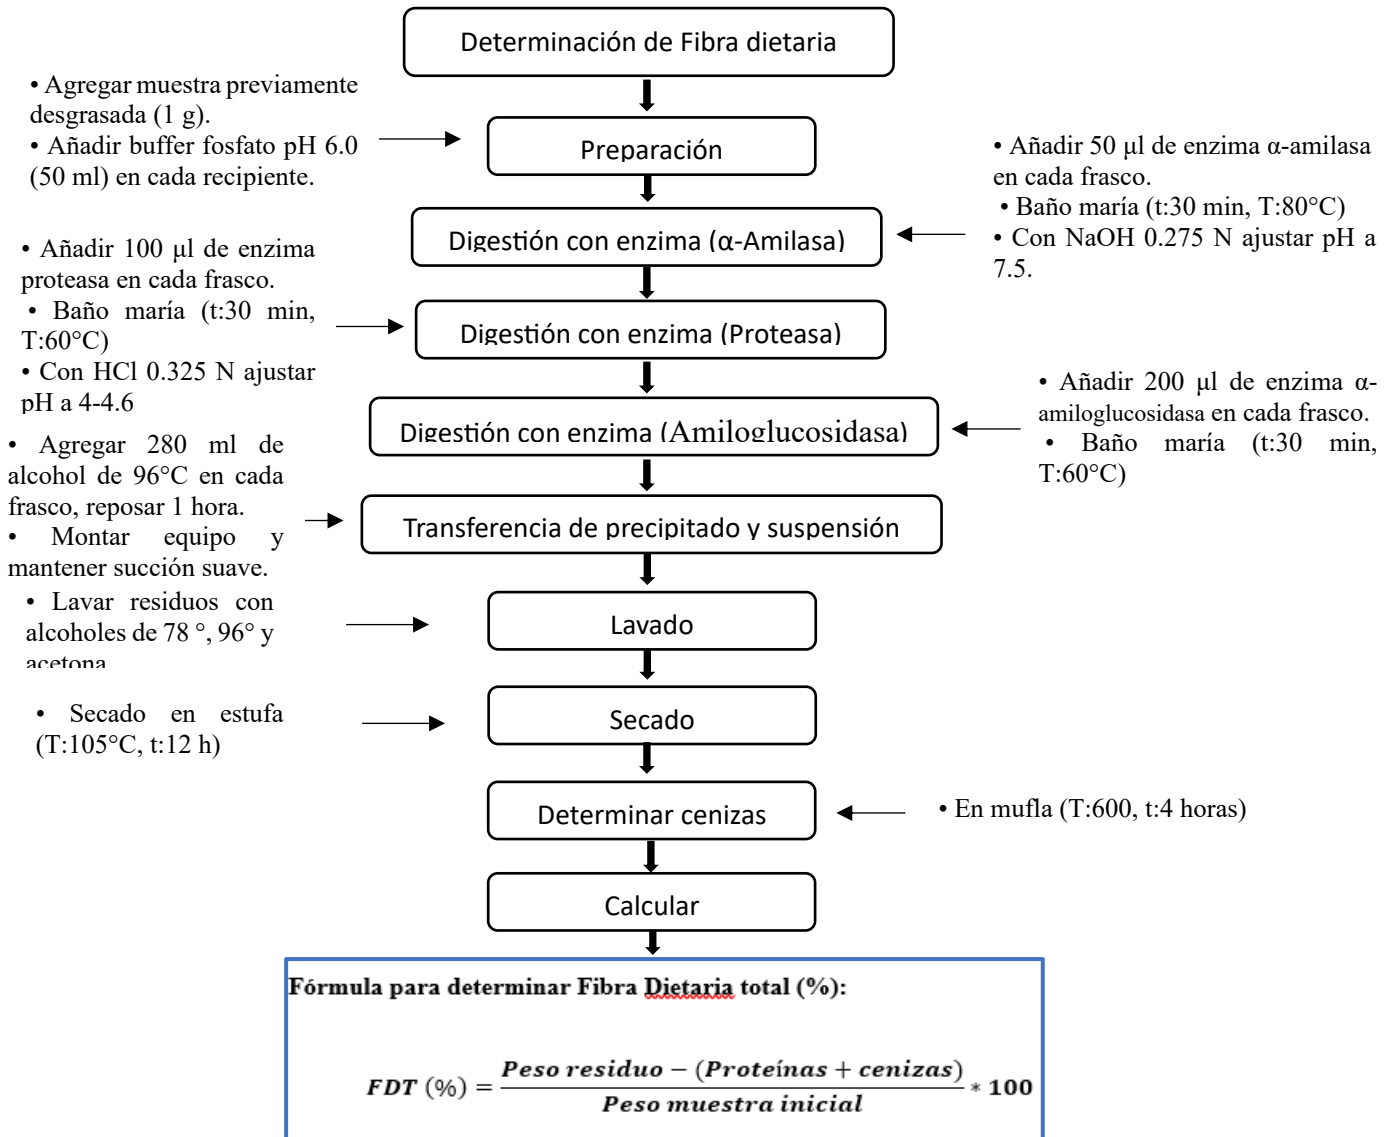 Determinación de Fibra dietaria
• Agregar muestra previamente
desgrasada (1 g).
• Añadir buffer fosfato pH 6.0
(50 ml) en cada recipiente.
Preparación
• Añadir 50 µl de enzima α-amilasa
en cada frasco.
• Baño maría (t:30 min, T:80°C)
• Con NaOH 0.275 N ajustar pH a
7.5.
Digestión con enzima (α-Amilasa)
• Añadir 100 µl de enzima
proteasa en cada frasco.
• Baño maría (t:30 min,
T:60°C)
• Con HCl 0.325 N ajustar
pH a 4-4.6
Digestión con enzima (Proteasa)
• Añadir 200 µl de enzima α-
amiloglucosidasa en cada frasco.
• Baño maría (t:30 min,
T:60°C)
Digestión con enzima (Amiloglucosidasa)
• Agregar 280 ml de
alcohol de 96°C en cada
frasco, reposar 1 hora.
• Montar equipo y
mantener succión suave.
Transferencia de precipitado y suspensión
• Lavar residuos con
alcoholes de 78 °, 96° y
acetona
Lavado
• Secado en estufa
(T:105°C, t:12 h)
Secado
Determinar cenizas
• En mufla (T:600, t:4 horas)
Calcular
Fórmula para determinar Fibra Dietaria total (%):
FDT (%) = Peso residuo − (Proteínas + cenizas) / Peso muestra inicial * 100